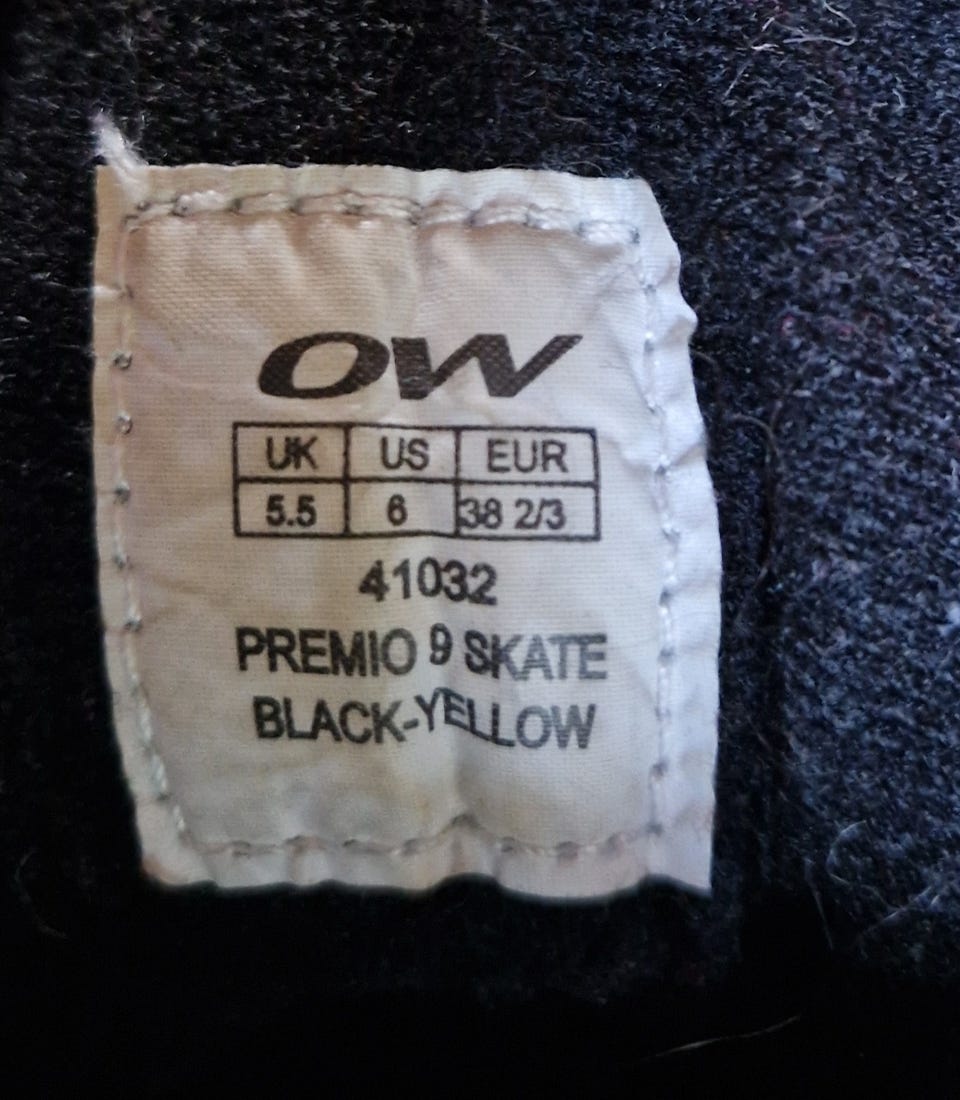 OW
UK US EUR
5.5 6 38 2/3
41032
PREMIO 9 SKATE
BLACK-YELLOW